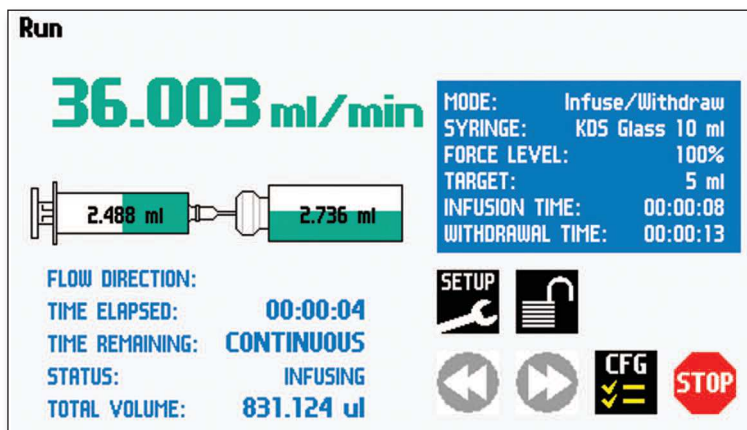 Run
36.003 ml/min
2.488 ml
2.736 ml
MODE: Infuse/Withdraw
SYRINGE: KDS Glass 10 ml
FORCE LEVEL: 100%
TARGET: 5 ml
INFUSION TIME: 00:00:08
WITHDRAWAL TIME: 00:00:13
FLOW DIRECTION:
TIME ELAPSED: 00:00:04
TIME REMAINING: CONTINUOUS
STATUS: INFUSING
TOTAL VOLUME: 831.124 ul
SETUP
CFG
STOP